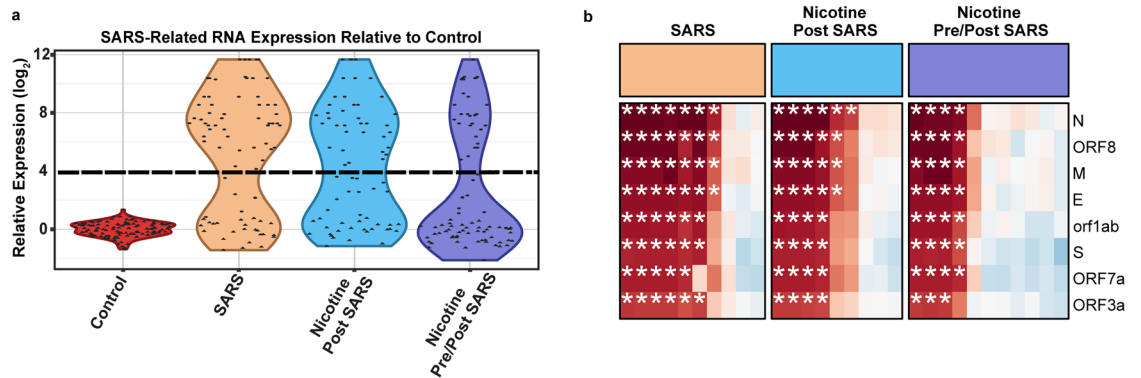 a
SARS-Related RNA Expression Relative to Control
Relative Expression (log2)
12
8
4
0
Control
SARS
Nicotine
Post SARS
Nicotine
Pre/Post SARS
b
SARS
Nicotine
Post SARS
Nicotine
Pre/Post SARS
******* ****** **** N
******* ***** **** ORF8
******* ***** **** M
******* ***** **** E
****** **** **** orf1ab
****** **** **** S
***** **** **** ORF7a
****** **** *** ORF3a